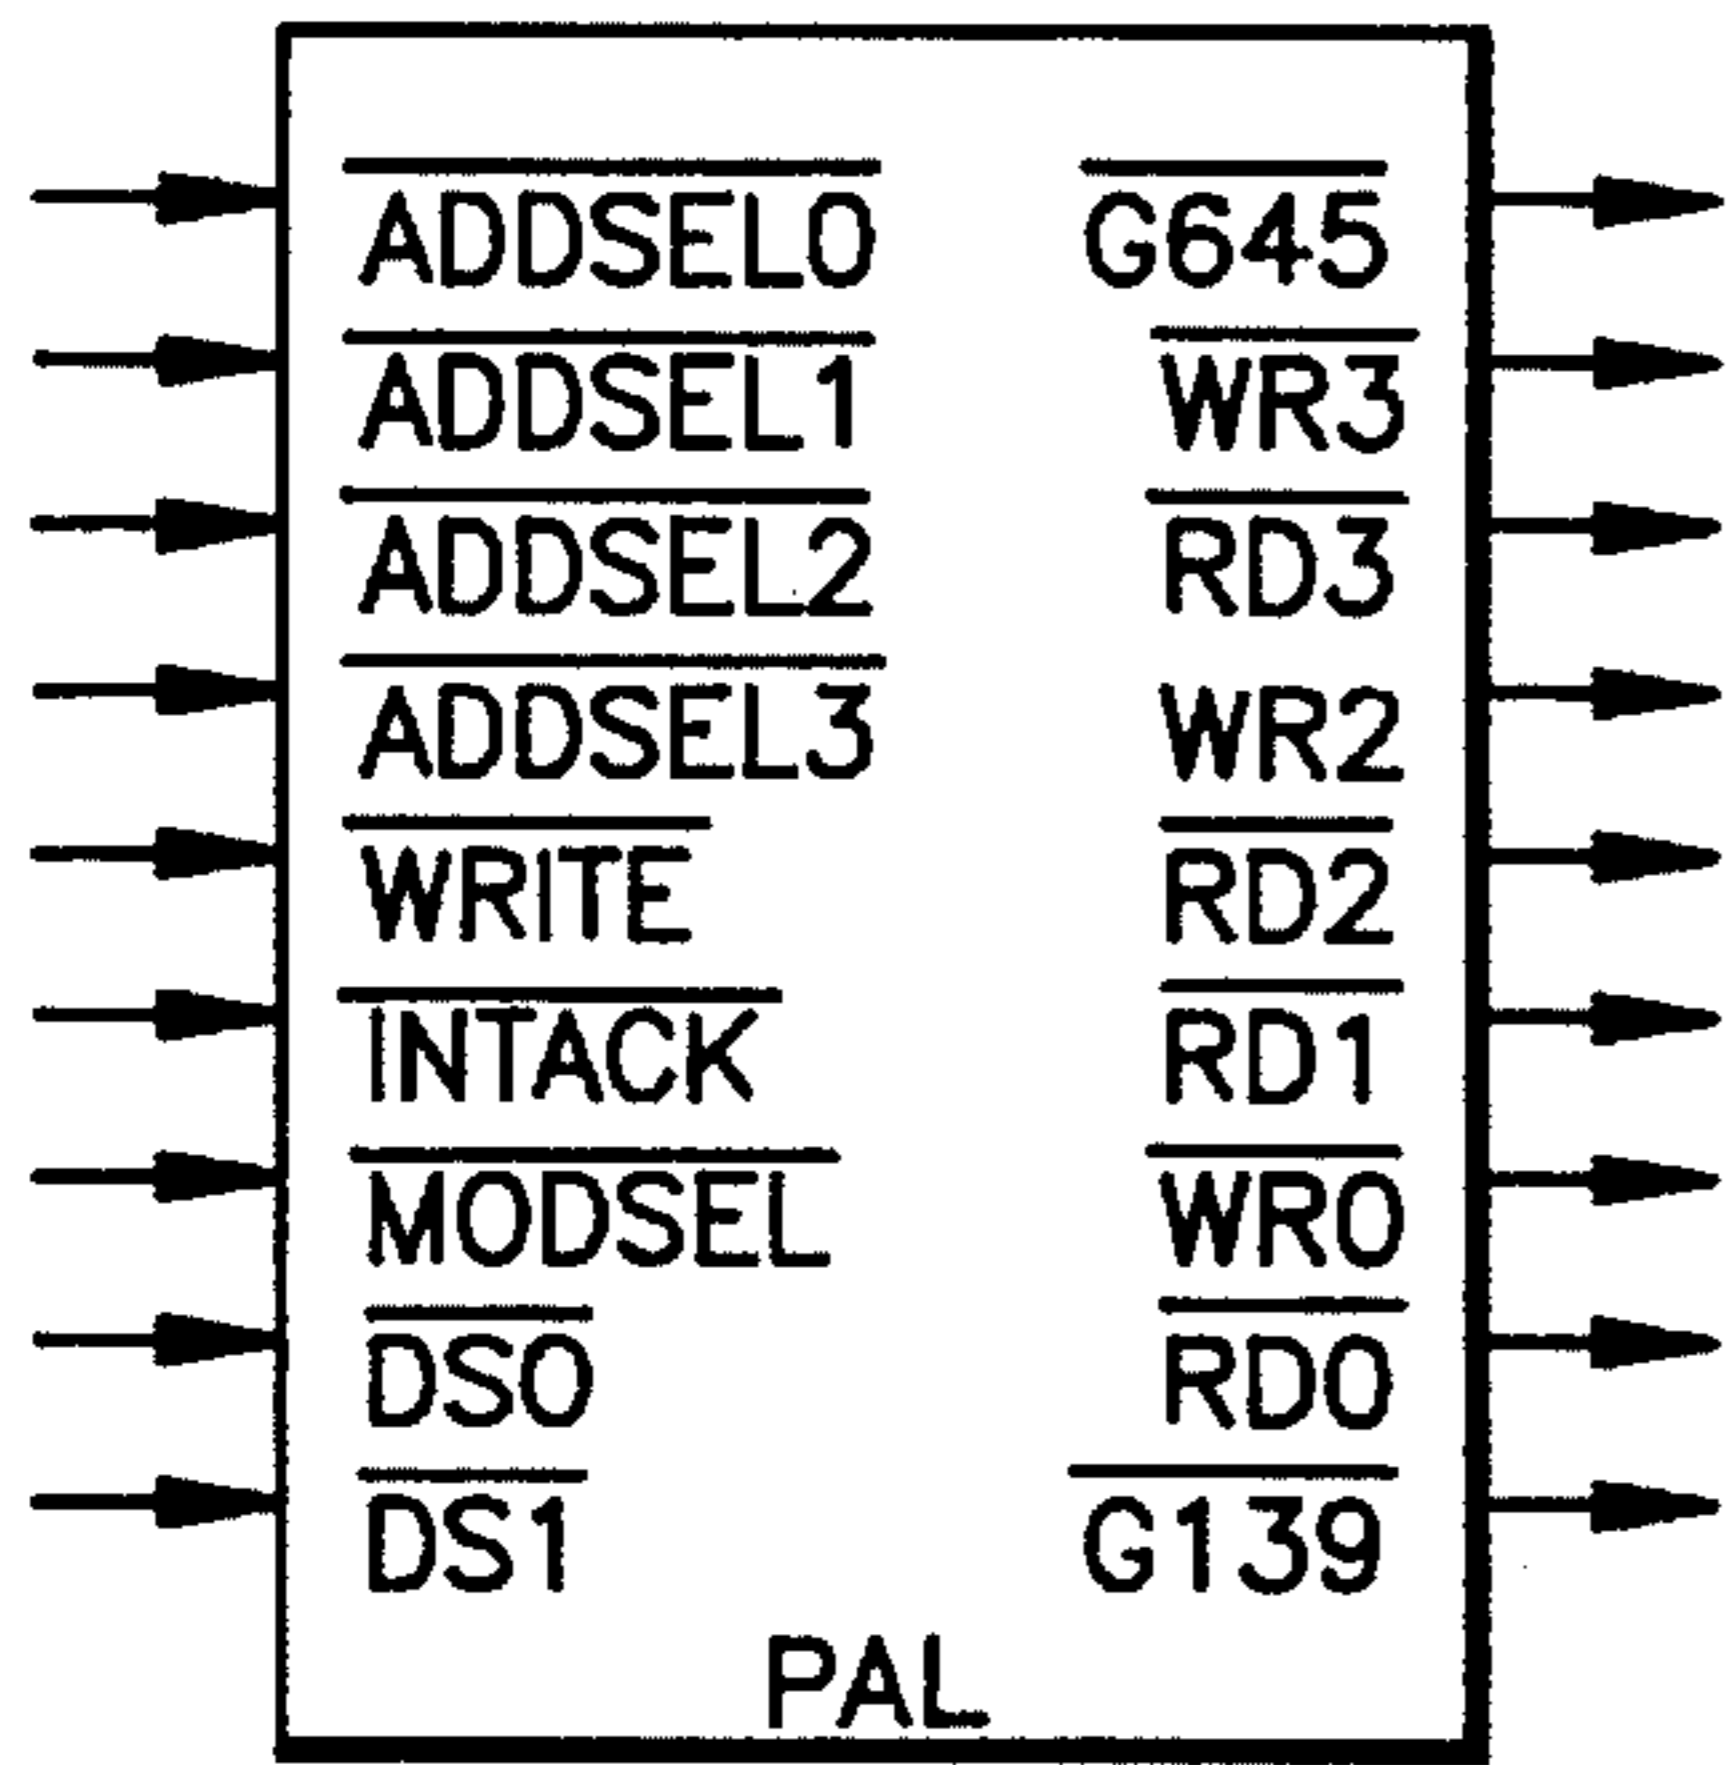 ADDSEL0 G645
ADDSEL1 WR3
ADDSEL2 RD3
ADDSEL3 WR2
WRITE RD2
INTACK RD1
MODSEL WR0
DS0 RD0
DS1 G139
PAL